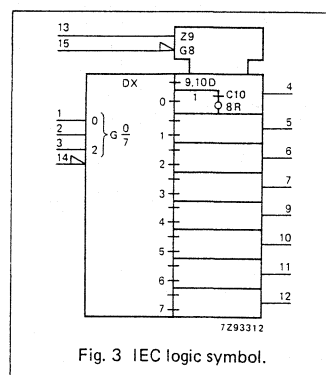 13 Z9
15 G8
DX 9,10D
4
0 1 C10
8R
5
1 0 G 0/7
2
3 2
14
1 6
2 7
3 9
4 10
5 11
6 12
7
7Z93312
Fig. 3 IEC logic symbol.